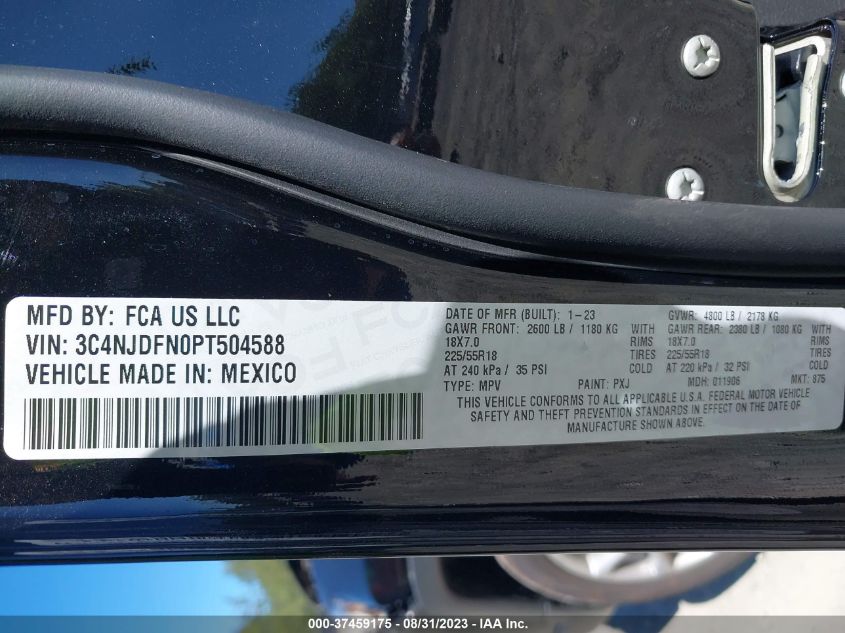 MFD BY: FCA US LLC
VIN: 3C4NJDFN0PT504588
VEHICLE MADE IN: MEXICO
DATE OF MFR (BUILT): 1-23 GVWR: 4800 LB / 2178 KG
GAWR FRONT: 2600 LB / 1180 KG GAWR REAR: 2380 LB / 1080 KG
18X7.0 RIMS 18X7.0 RIMS
225/55R18 TIRES 225/55R18 TIRES
AT 240 kPa / 35 PSI COLD AT 220 kPa / 32 PSI COLD
TYPE: MPV PAINT: PXJ MDH: 011906 MKT: 875
THIS VEHICLE CONFORMS TO ALL APPLICABLE U.S.A. FEDERAL MOTOR VEHICLE
SAFETY AND THEFT PREVENTION STANDARDS IN EFFECT ON THE DATE OF
MANUFACTURE SHOWN ABOVE.
000-37459175 - 08/31/2023 - 1 - USA